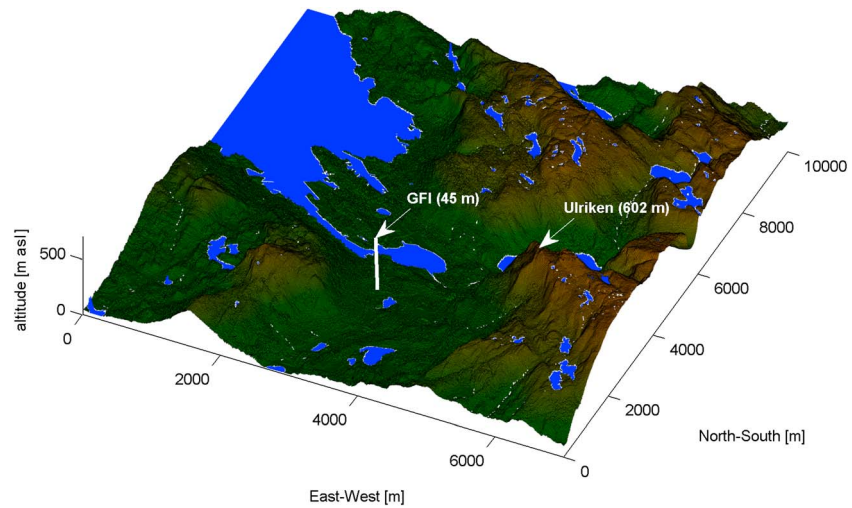 GFI (45 m)
Ulriken (602 m)
10000
8000
6000
4000
2000
0
North-South [m]
500
0
altitude [m asl]
0
2000
4000
6000
East-West [m]